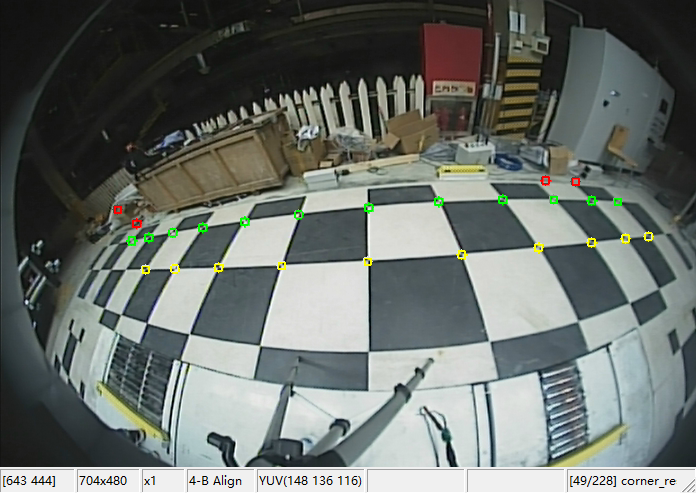 [643 444] 704x480 x1 4-B Align YUV(148 136 116) [49/228] corner_re